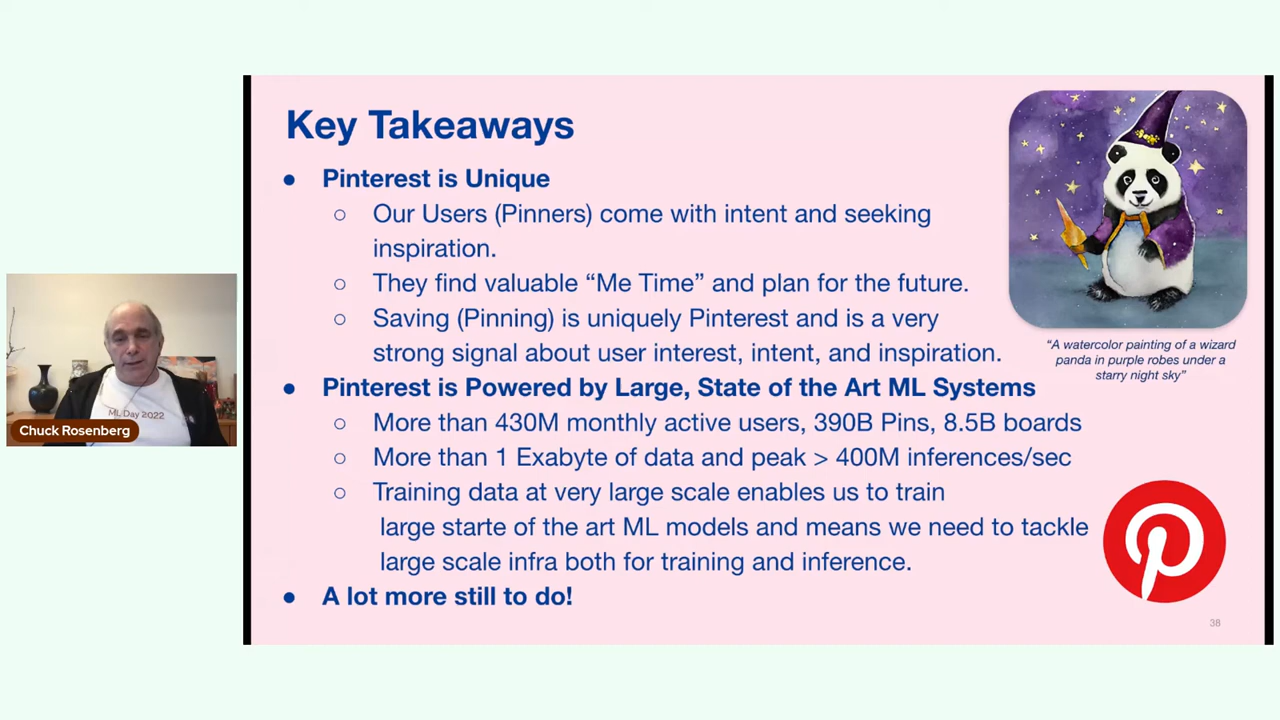 Key Takeaways
● Pinterest is Unique
○ Our Users (Pinners) come with intent and seeking
inspiration.
○ They find valuable “Me Time” and plan for the future.
○ Saving (Pinning) is uniquely Pinterest and is a very
strong signal about user interest, intent, and inspiration.
● Pinterest is Powered by Large, State of the Art ML Systems
○ More than 430M monthly active users, 390B Pins, 8.5B boards
○ More than 1 Exabyte of data and peak > 400M inferences/sec
○ Training data at very large scale enables us to train
large starte of the art ML models and means we need to tackle
large scale infra both for training and inference.
● A lot more still to do!
“A watercolor painting of a wizard
panda in purple robes under a
starry night sky”
38
ML Day 2022
Chuck Rosenberg